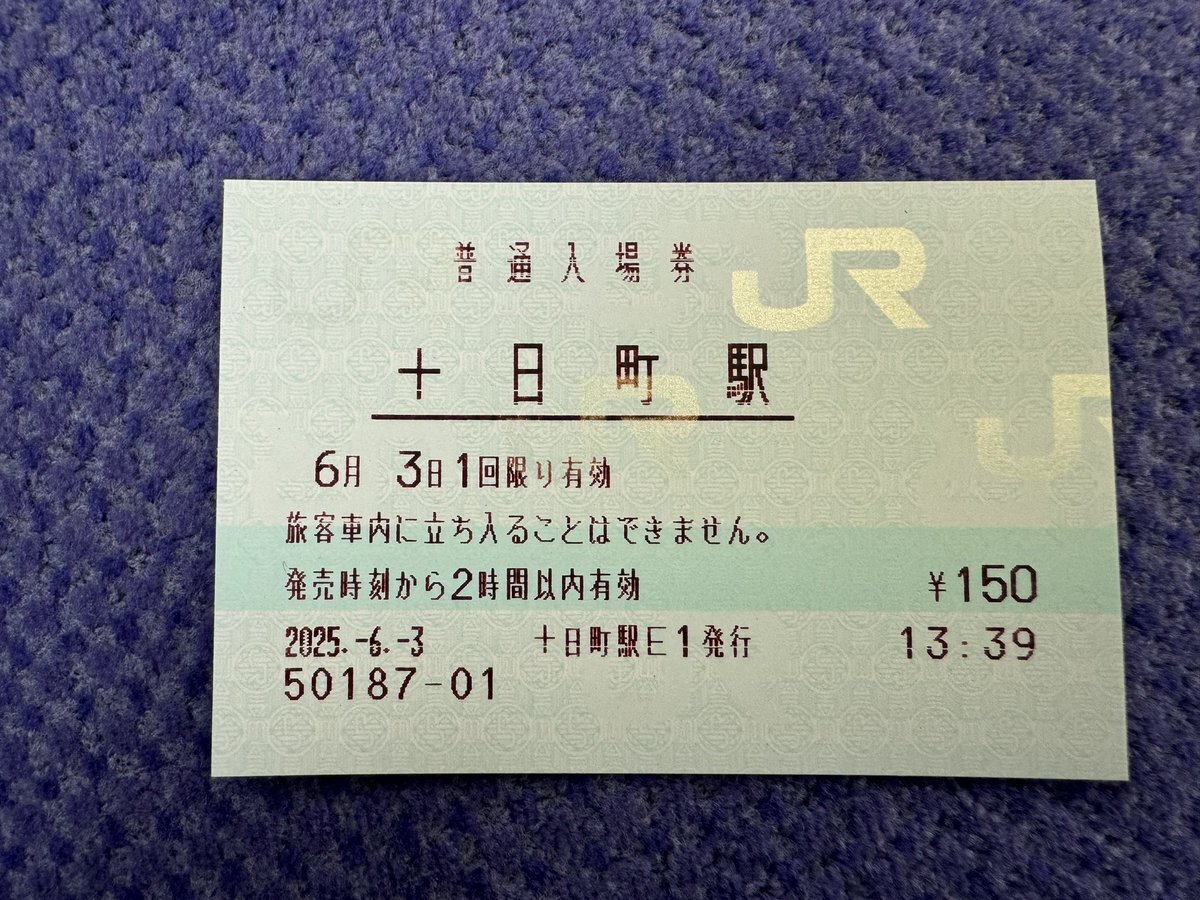 普通入場券
JR
十日町駅
6月 3日1回限り有効
旅客車内に立ち入ることはできません。
発売時刻から2時間以内有効 ¥150
2025.-6.-3 十日町駅E1発行 13:39
50187-01